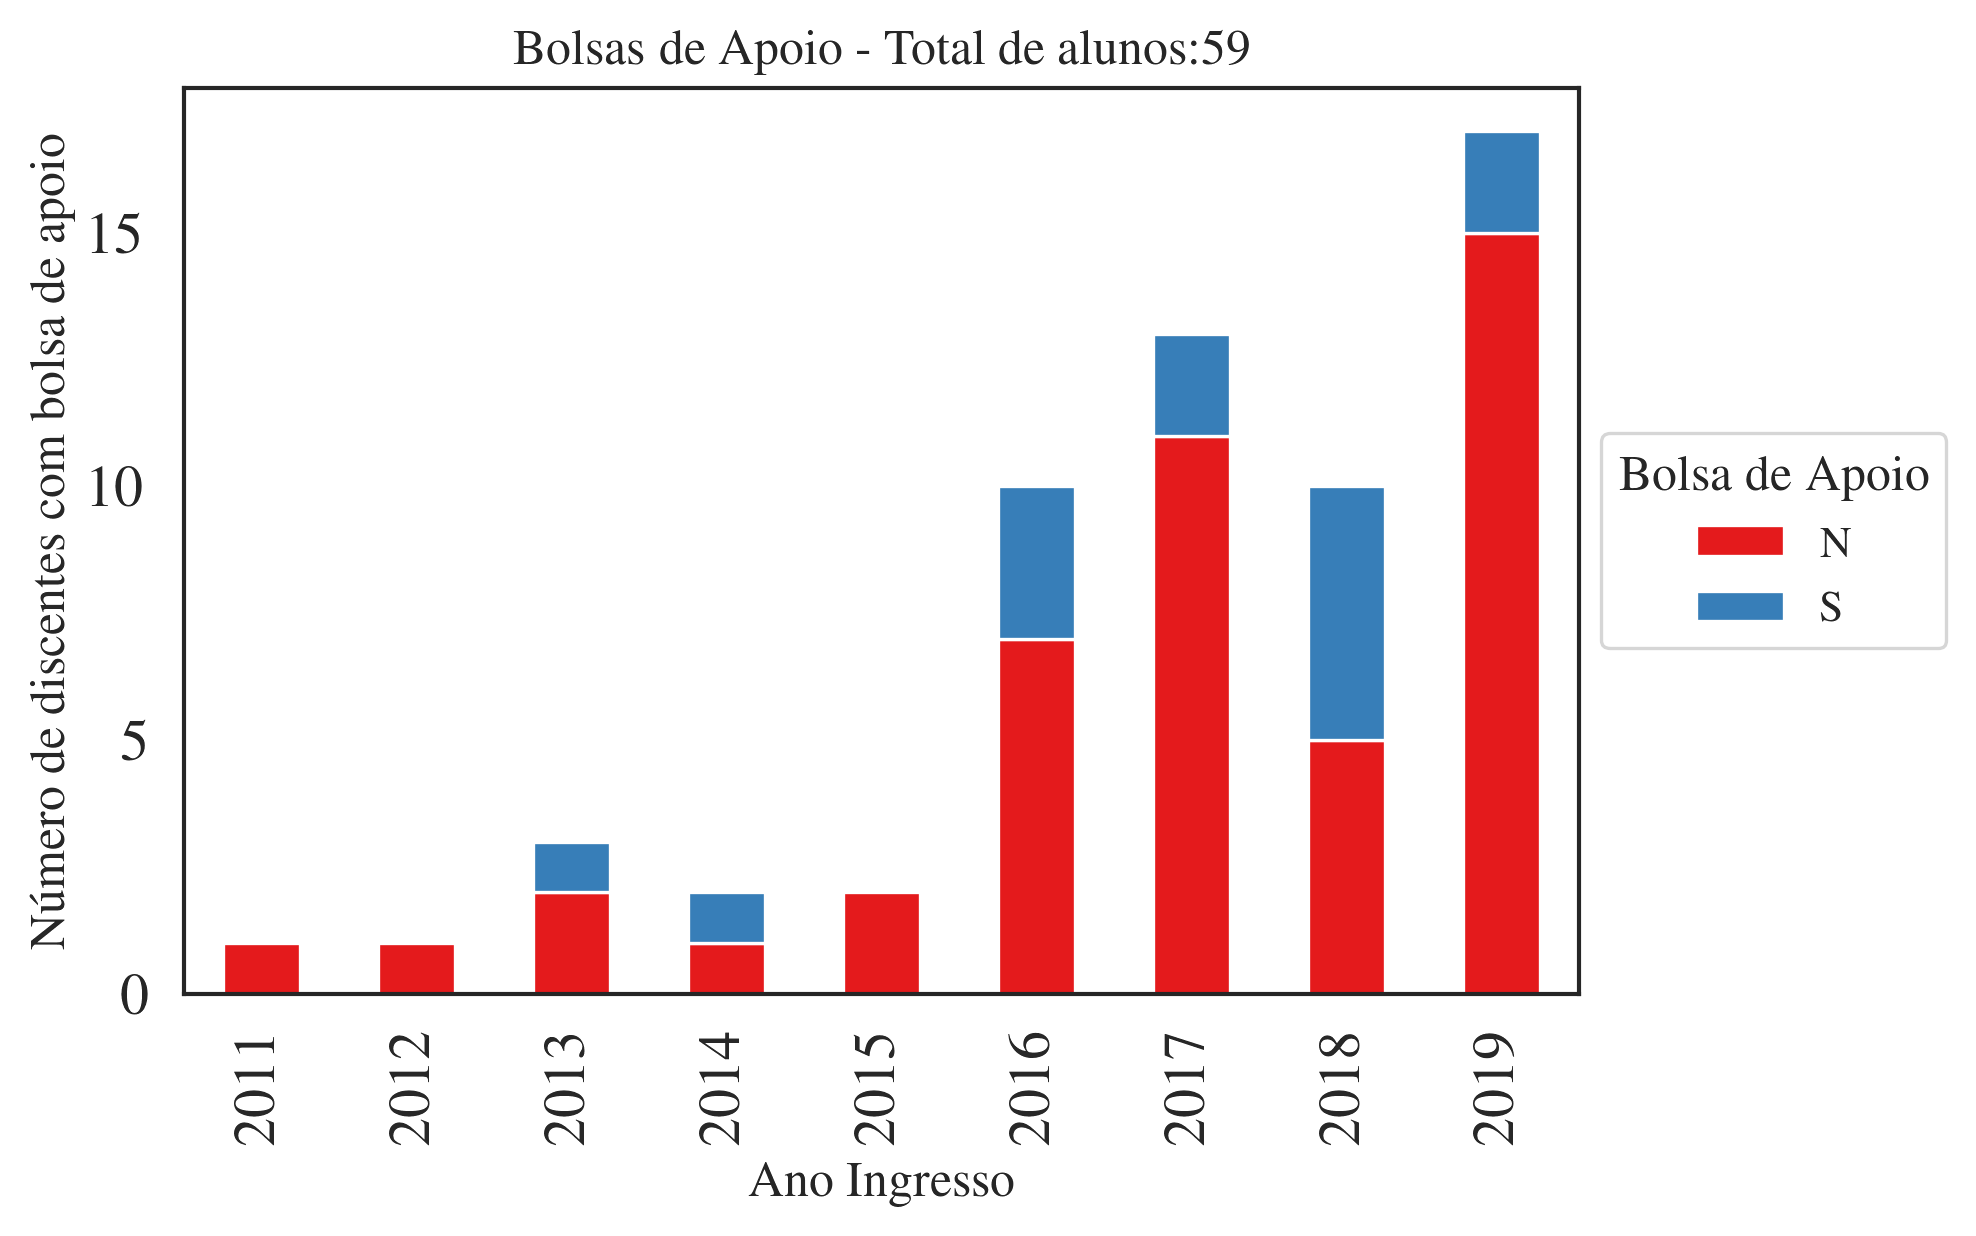 Bolsas de Apoio - Total de alunos:59
Número de discentes com bolsa de apoio
15
10
5
0
2011
2012
2013
2014
2015
2016
2017
2018
2019
Ano Ingresso
Bolsa de Apoio
N
S